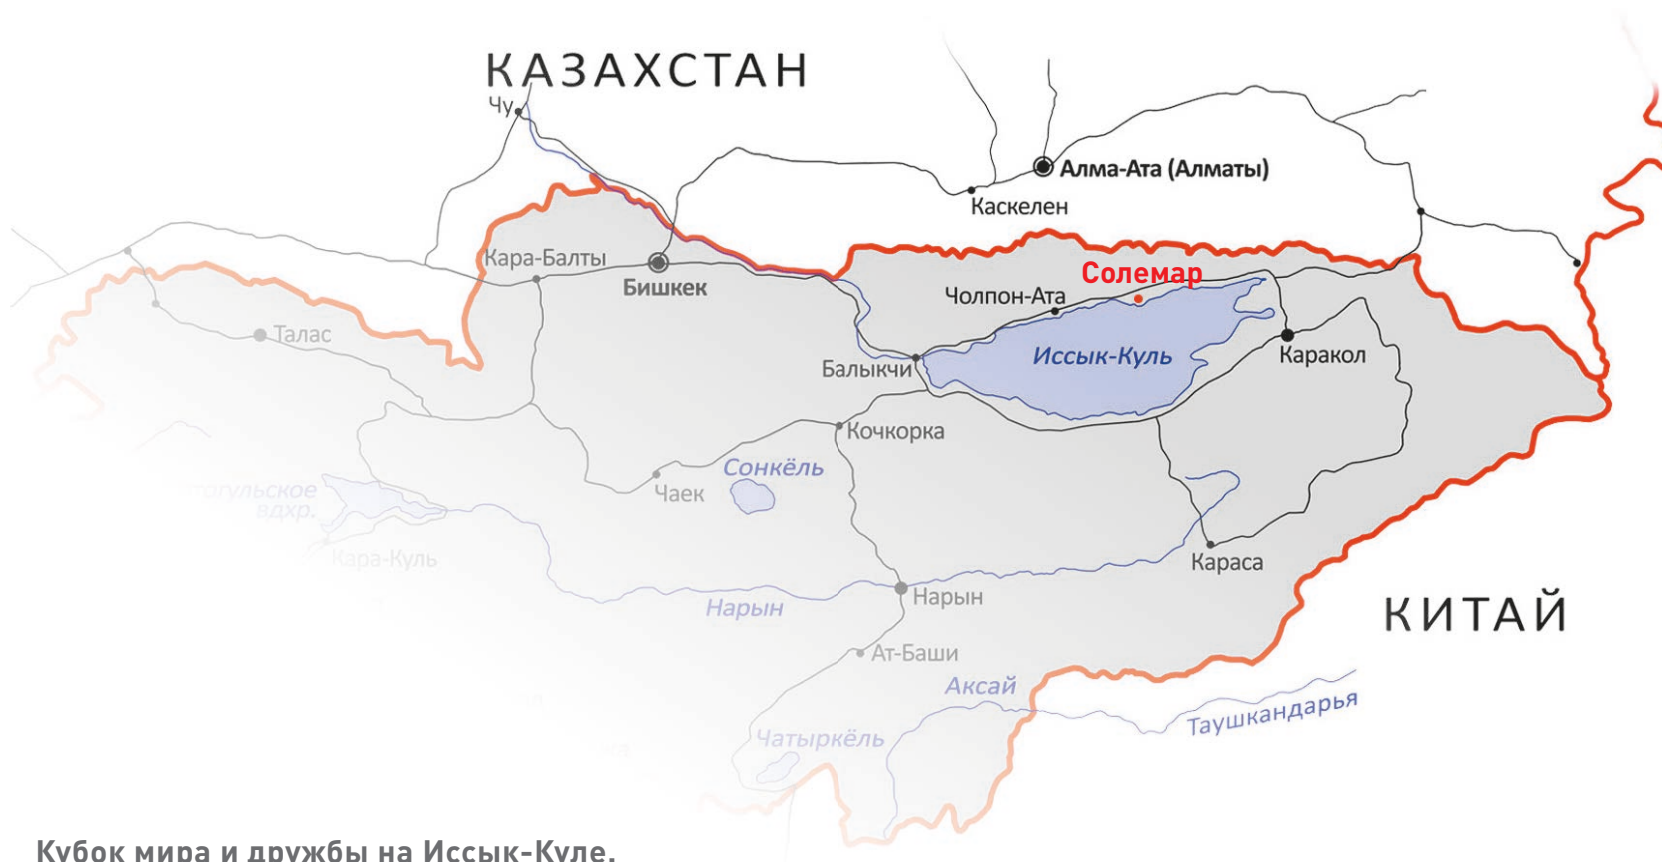 КАЗАХСТАН
Чу
Алма-Ата (Алматы)
Каскелен
Кара-Балты
Бишкек
Солемар
Чолпон-Ата
Талас
Иссык-Куль
Каракол
Балыкчи
Кочкорка
Сонкёль
Чаек
вдхр.
Кара-Куль
Караса
Нарын
Нарын
КИТАЙ
Ат-Баши
Аксай
Таушкандарья
Чатыркёль
Кубок мира и дружбы на Иссык-Куле.